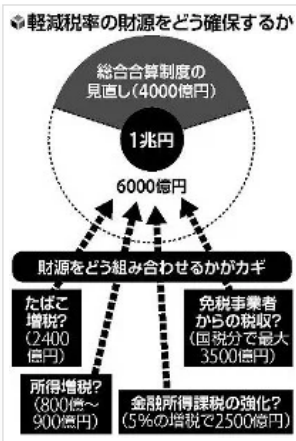 軽減税率の財源をどう確保するか
総合合算制度の
見直し(4000億円)
1兆円
6000億円
財源をどう組み合わせるかがカギ
たばこ
増税?
(2400
億円)
免税事業者
からの税収?
(国税分で最大
3500億円)
所得増税?
(800億〜
900億円)
金融所得課税の強化?
(5%の増税で2500億円)